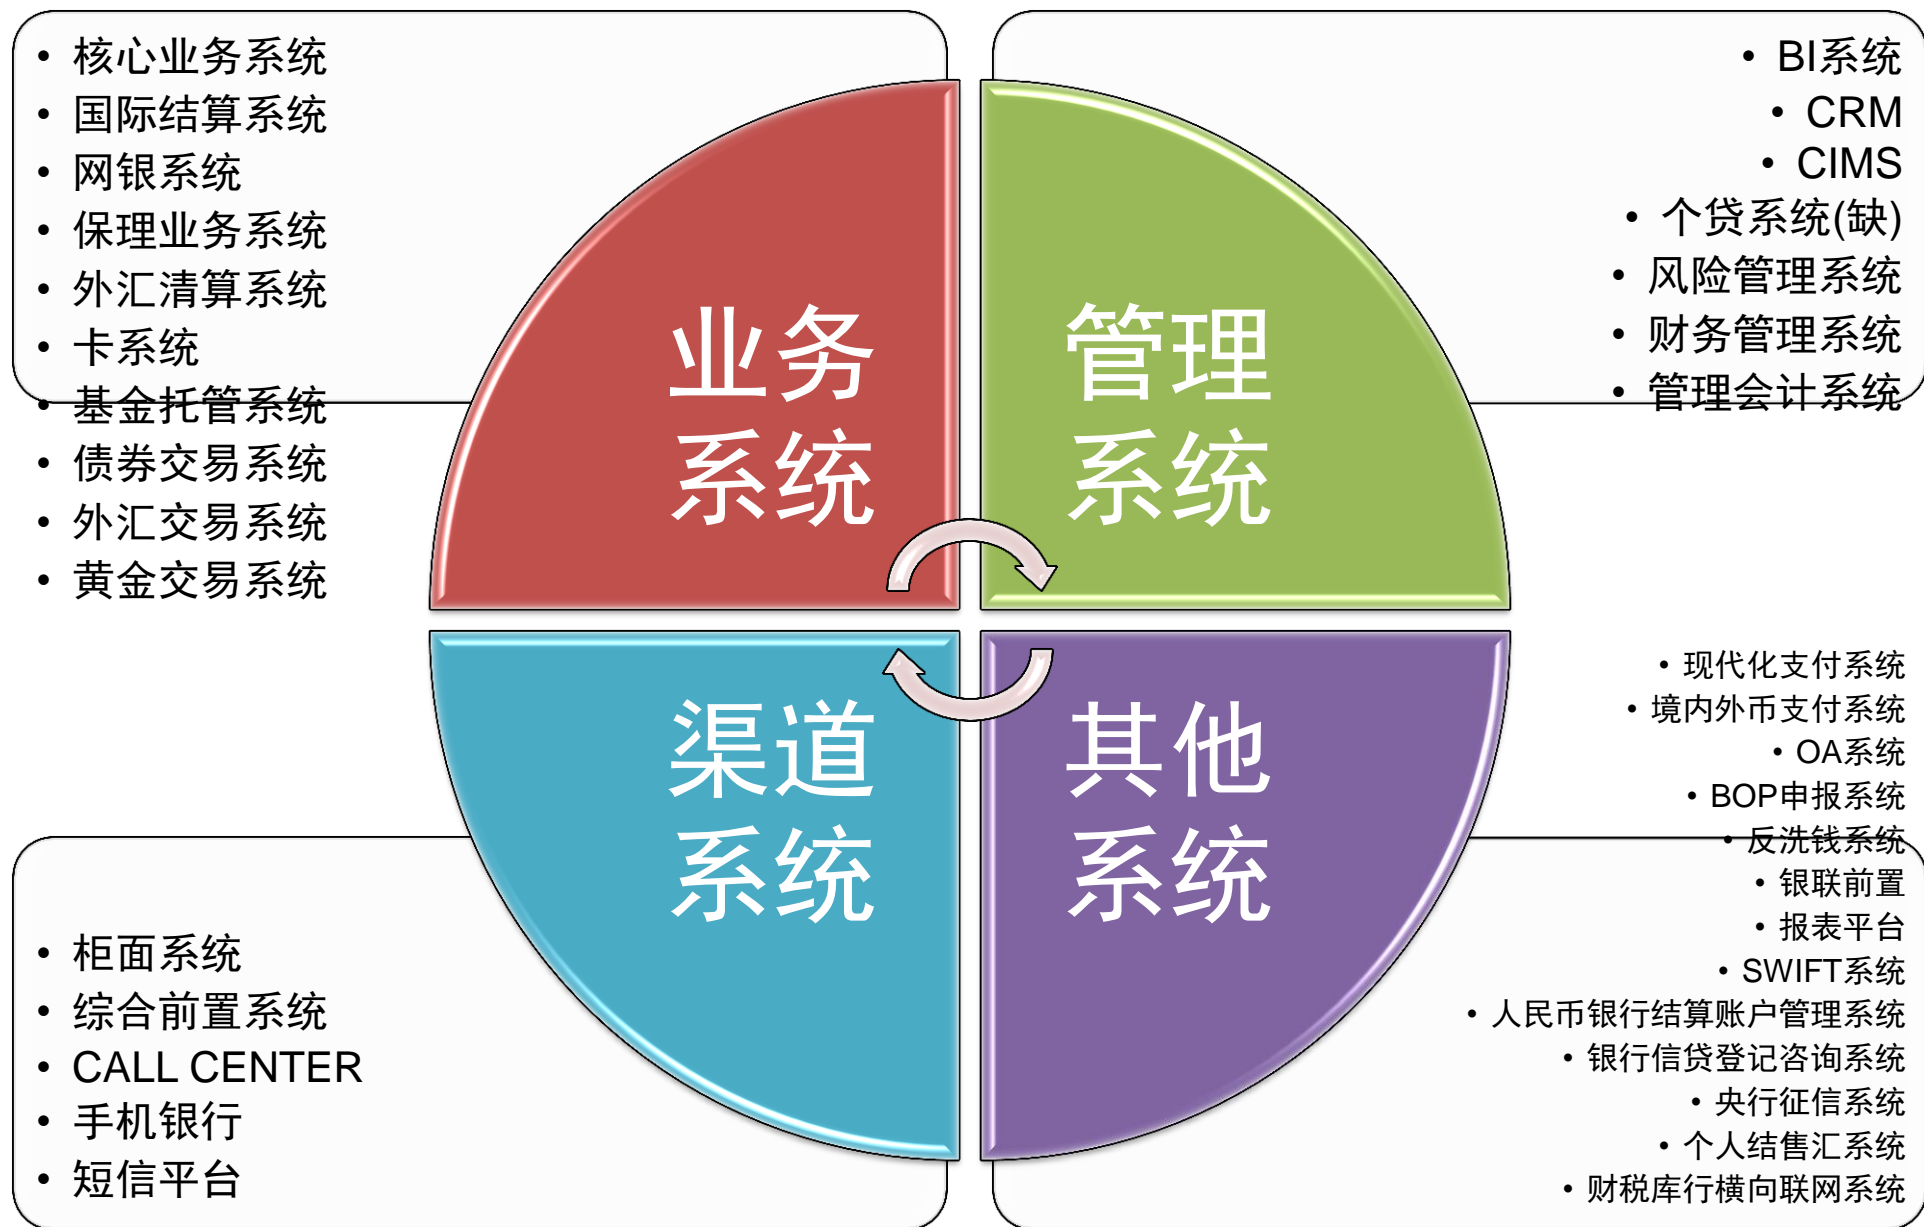 • 核心业务系统
• 国际结算系统
• 网银系统
• 保理业务系统
• 外汇清算系统
• 卡系统
• 基金托管系统
• 债券交易系统
• 外汇交易系统
• 黄金交易系统
• BI系统
• CRM
• CIMS
• 个贷系统(缺)
• 风险管理系统
• 财务管理系统
• 管理会计系统
业务
系统
管理
系统
渠道
系统
其他
系统
• 柜面系统
• 综合前置系统
• CALL CENTER
• 手机银行
• 短信平台
• 现代化支付系统
• 境内外币支付系统
• OA系统
• BOP申报系统
• 反洗钱系统
• 银联前置
• 报表平台
• SWIFT系统
• 人民币银行结算账户管理系统
• 银行信贷登记咨询系统
• 央行征信系统
• 个人结售汇系统
• 财税库行横向联网系统